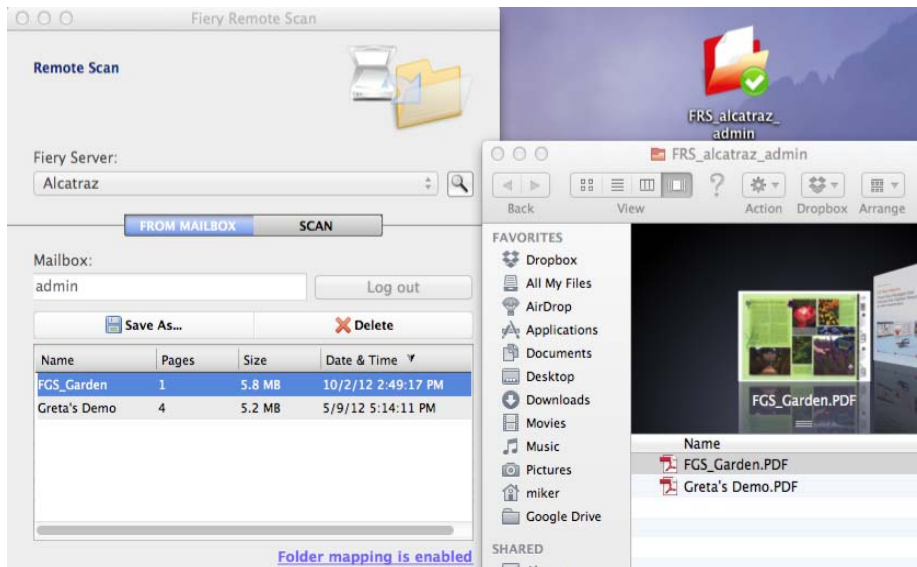 Fiery Remote Scan
Remote Scan
Fiery Server:
Alcatraz
FROM MAILBOX SCAN
Mailbox:
admin
Log out
Save As... Delete
Name Pages Size Date & Time
FGS_Garden 1 5.8 MB 10/2/12 2:49:17 PM
Greta's Demo 4 5.2 MB 5/9/12 5:14:11 PM
Folder mapping is enabled
FRS_alcatraz_
admin
FRS_alcatraz_admin
Back View Action Dropbox Arrange
FAVORITES
Dropbox
All My Files
AirDrop
Applications
Documents
Desktop
Downloads
Movies
Music
Pictures
miker
Google Drive
SHARED
FGS_Garden.PDF
Name
FGS_Garden.PDF
Greta's Demo.PDF